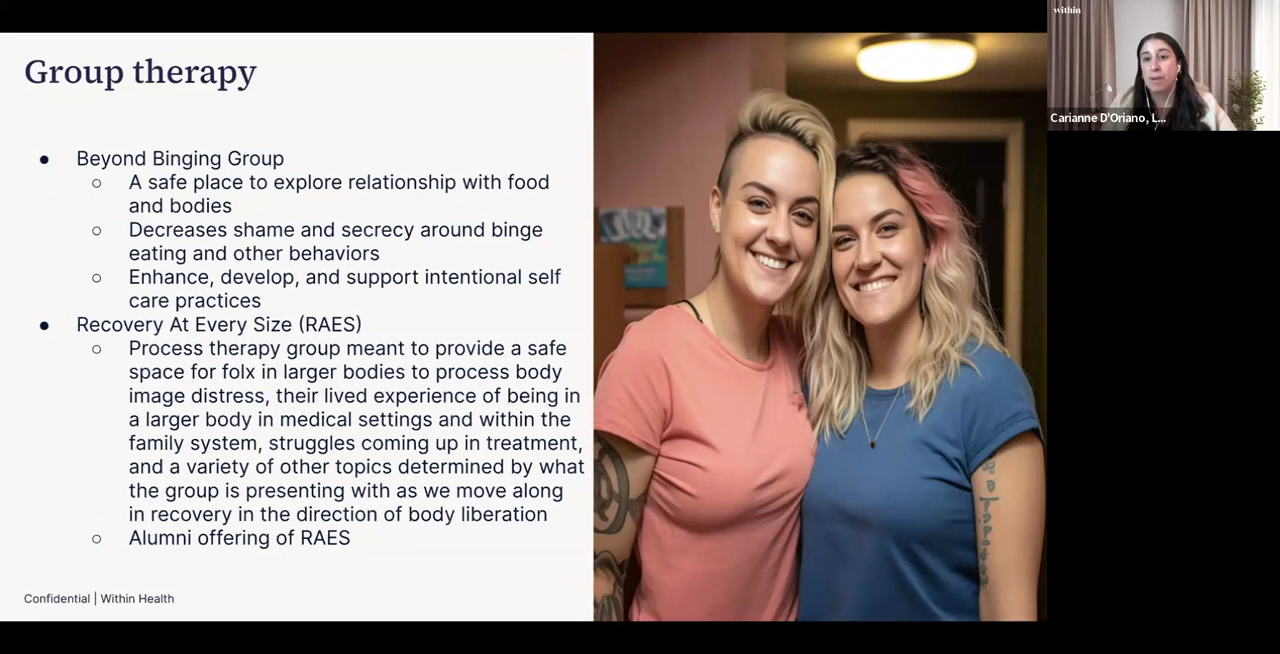 Group therapy
● Beyond Binging Group
○ A safe place to explore relationship with food
and bodies
○ Decreases shame and secrecy around binge
eating and other behaviors
○ Enhance, develop, and support intentional self
care practices
● Recovery At Every Size (RAES)
○ Process therapy group meant to provide a safe
space for folx in larger bodies to process body
image distress, their lived experience of being in
a larger body in medical settings and within the
family system, struggles coming up in treatment,
and a variety of other topics determined by what
the group is presenting with as we move along
in recovery in the direction of body liberation
○ Alumni offering of RAES
Confidential | Within Health
within
Carianne D'Oriano, L...